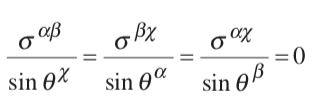 σ^{αβ}/sin θ^{χ} = σ^{βχ}/sin θ^{α} = σ^{αχ}/sin θ^{β} = 0